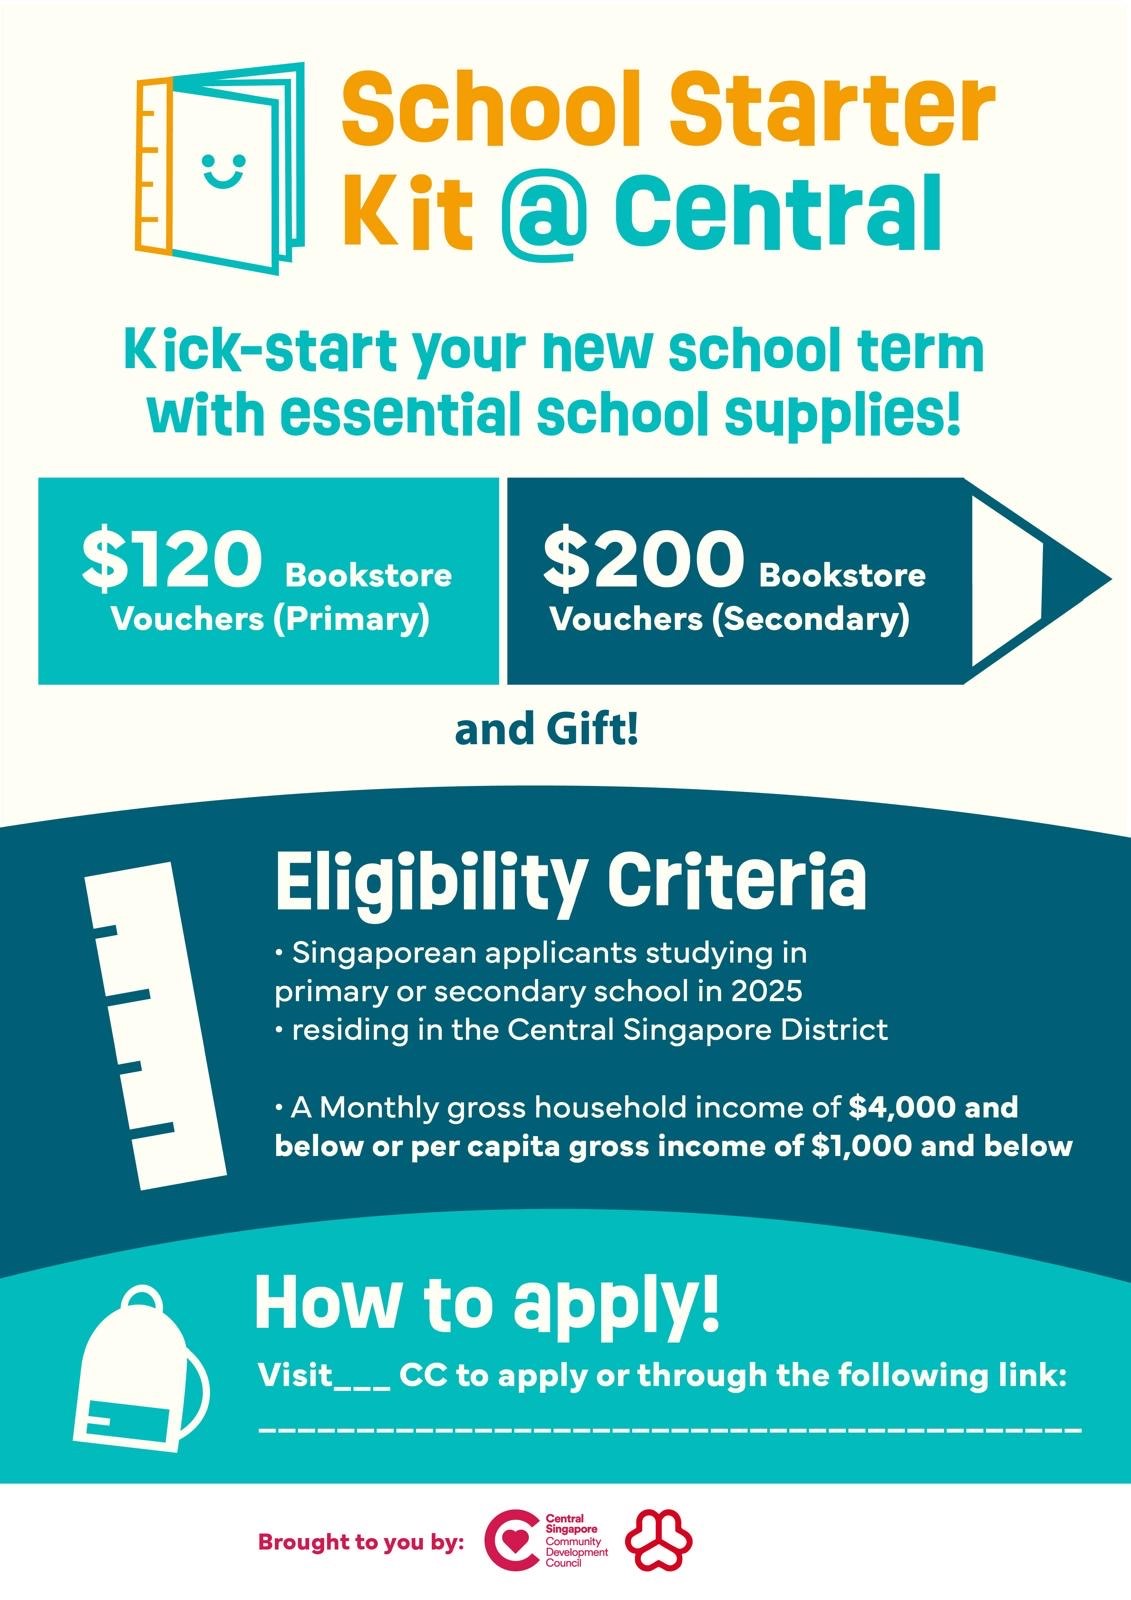 School Starter
Kit @ Central
Kick-start your new school term
with essential school supplies!
$120 Bookstore
Vouchers (Primary)
$200 Bookstore
Vouchers (Secondary)
and Gift!
Eligibility Criteria
• Singaporean applicants studying in
primary or secondary school in 2025
• residing in the Central Singapore District
• A Monthly gross household income of $4,000 and
below or per capita gross income of $1,000 and below
How to apply!
Visit___ CC to apply or through the following link:
__________________________________________
Brought to you by:
Central
Singapore
Community
Development
Council